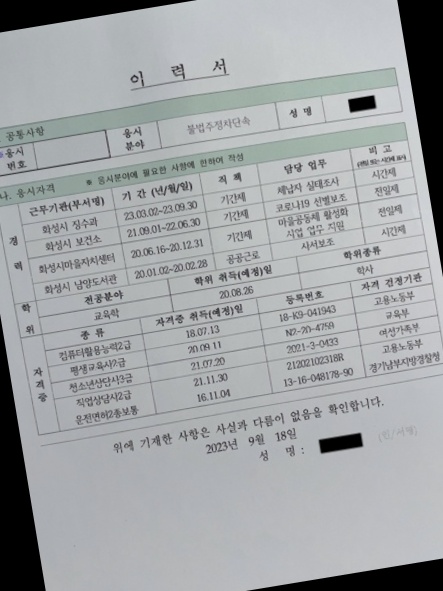 이 력 서
공통사항
응시번호 응시분야 불법주정차단속 성 명
나. 응시자격 ※ 응시분야에 필요한 사항에 한하여 작성
경력 근무기관(부서명) 기 간 (년/월/일) 직 책 담당 업무 비 고
화성시 징수과 23.03.02~23.09.30 기간제 체납자 실태조사 시간제
화성시 보건소 21.09.01~22.06.30 기간제 코로나19 선별보조 전일제
화성시마을자치센터 20.06.16~20.12.31 기간제 마을공동체 활성화 사업 업무 지원 전일제
화성시 남양도서관 20.01.02~20.02.28 공공근로 사서보조 시간제
학위 전공분야 학위 취득(예정)일 학위종류
교육학 20.08.26 학사
자격증 종 류 자격증 취득(예정)일 등록번호 자격 검정기관
컴퓨터활용능력2급 18.07.13 18-K9-041943 고용노동부
평생교육사2급 20.09.11 N2-20-4759 교육부
청소년상담사3급 21.07.20 2021-3-0433 여성가족부
직업상담사2급 21.11.30 21202102318R 고용노동부
운전면허2종보통 16.11.04 13-16-048178-90 경기남부지방경찰청
위에 기재한 사항은 사실과 다름이 없음을 확인합니다.
2023년 9월 18일
성 명 : (인/서명)